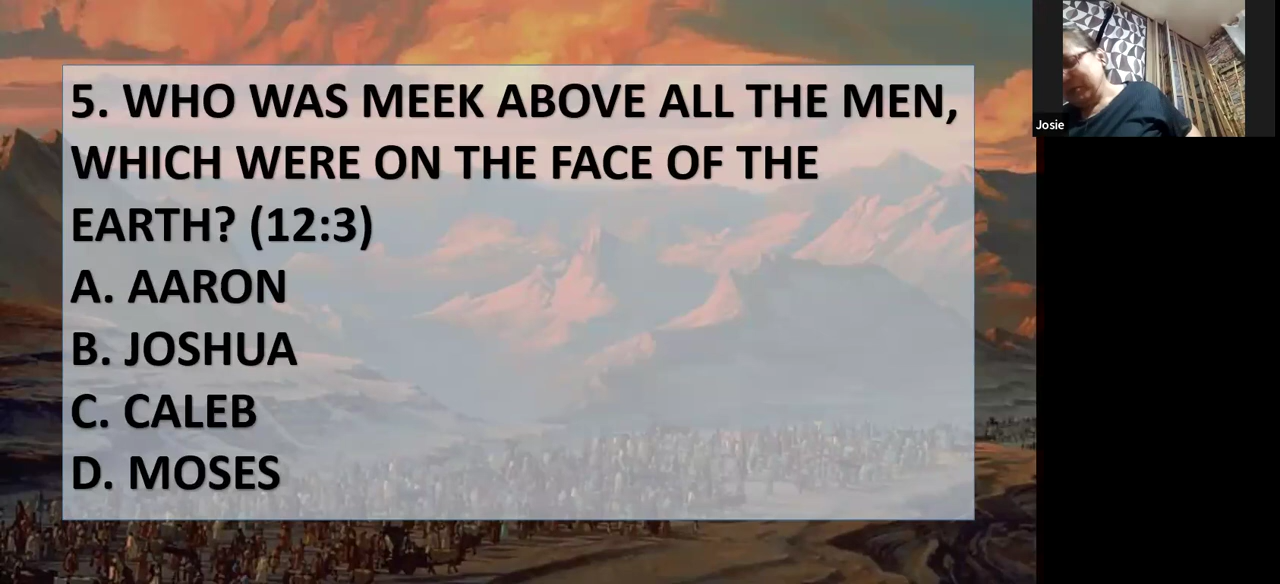 5. WHO WAS MEEK ABOVE ALL THE MEN,
WHICH WERE ON THE FACE OF THE
EARTH? (12:3)
A. AARON
B. JOSHUA
C. CALEB
D. MOSES
Josie